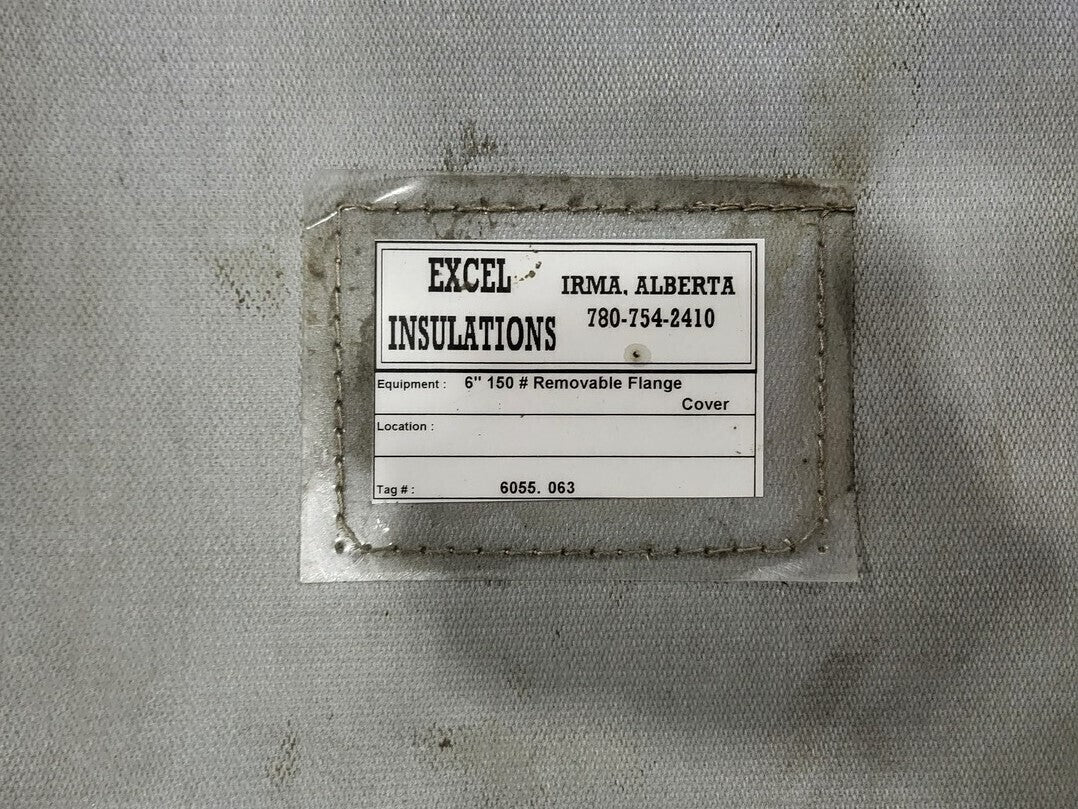 EXCEL
INSULATIONS
IRMA, ALBERTA
780-754-2410
Equipment : 6" 150 # Removable Flange
Cover
Location :
Tag # : 6055. 063